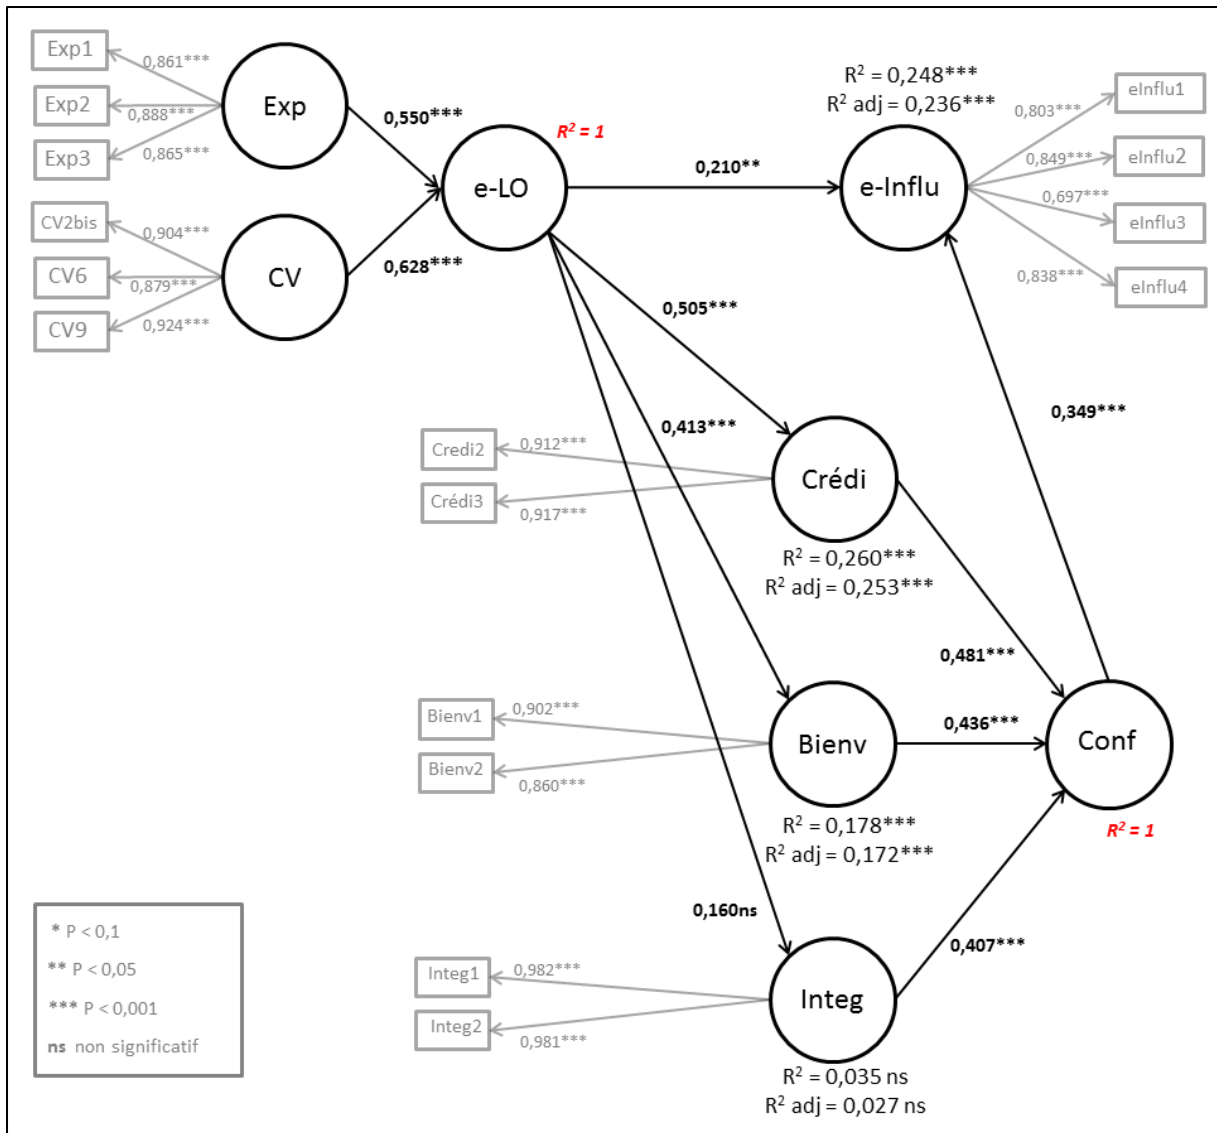 Exp1
0,861***
Exp2
0,888***
Exp3
0,865***
Exp
0,550***
CV2bis
0,904***
CV6
0,879***
CV9
0,924***
CV
0,628***
e-LO
R² = 1
0,210**
R² = 0,248***
R² adj = 0,236***
e-Influ
0,803***
eInflu1
0,849***
eInflu2
0,697***
eInflu3
0,838***
eInflu4
0,505***
0,413***
0,349***
Credi2
0,912***
Crédi3
0,917***
Crédi
R² = 0,260***
R² adj = 0,253***
0,481***
Bienv1
0,902***
Bienv2
0,860***
Bienv
0,436***
Conf
R² = 1
R² = 0,178***
R² adj = 0,172***
0,160ns
0,407***
Integ1
0,982***
Integ2
0,981***
Integ
R² = 0,035 ns
R² adj = 0,027 ns
* P < 0,1
** P < 0,05
*** P < 0,001
ns non significatif